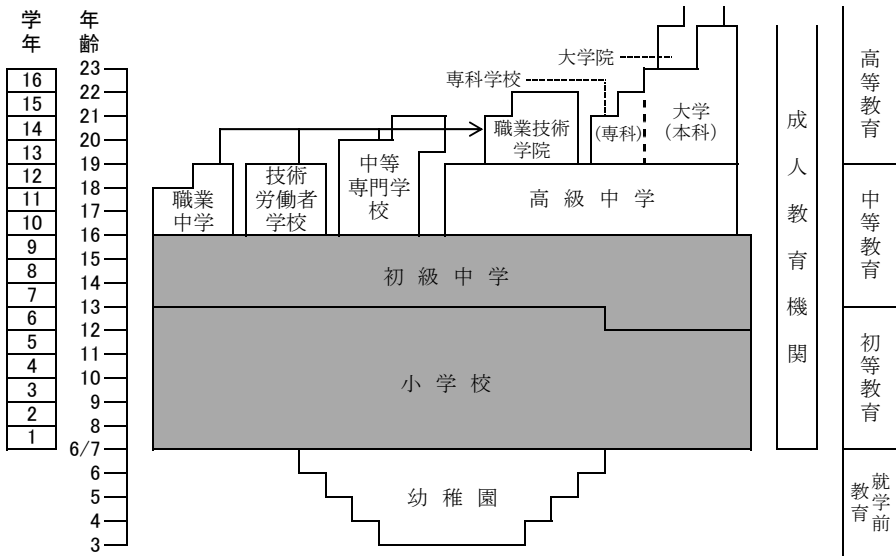 学年
年齢
16
15
14
13
12
11
10
9
8
7
6
5
4
3
2
1
23
22
21
20
19
18
17
16
15
14
13
12
11
10
9
8
6/7
6
5
4
3
大学院
専科学校
職業技術
学院
(専科)
大学
(本科)
職業
中学
技術
労働者
学校
中等
専門学
校
高級中学
初級中学
小学校
幼稚園
成人教育機関
高等教育
中等教育
初等教育
就学前
教育